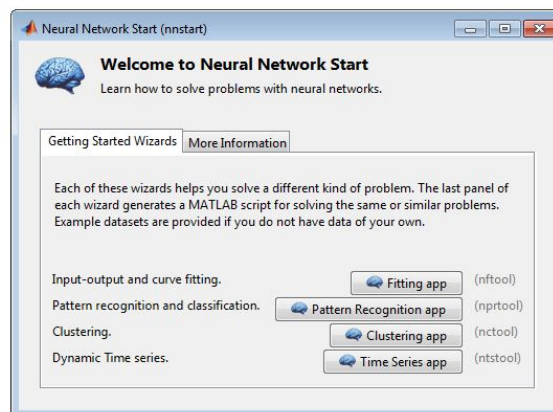 Neural Network Start (nnstart)
Welcome to Neural Network Start
Learn how to solve problems with neural networks.
Getting Started Wizards More Information
Each of these wizards helps you solve a different kind of problem. The last panel of
each wizard generates a MATLAB script for solving the same or similar problems.
Example datasets are provided if you do not have data of your own.
Input-output and curve fitting. Fitting app (nftool)
Pattern recognition and classification. Pattern Recognition app (nprtool)
Clustering. Clustering app (nctool)
Dynamic Time series. Time Series app (ntstool)